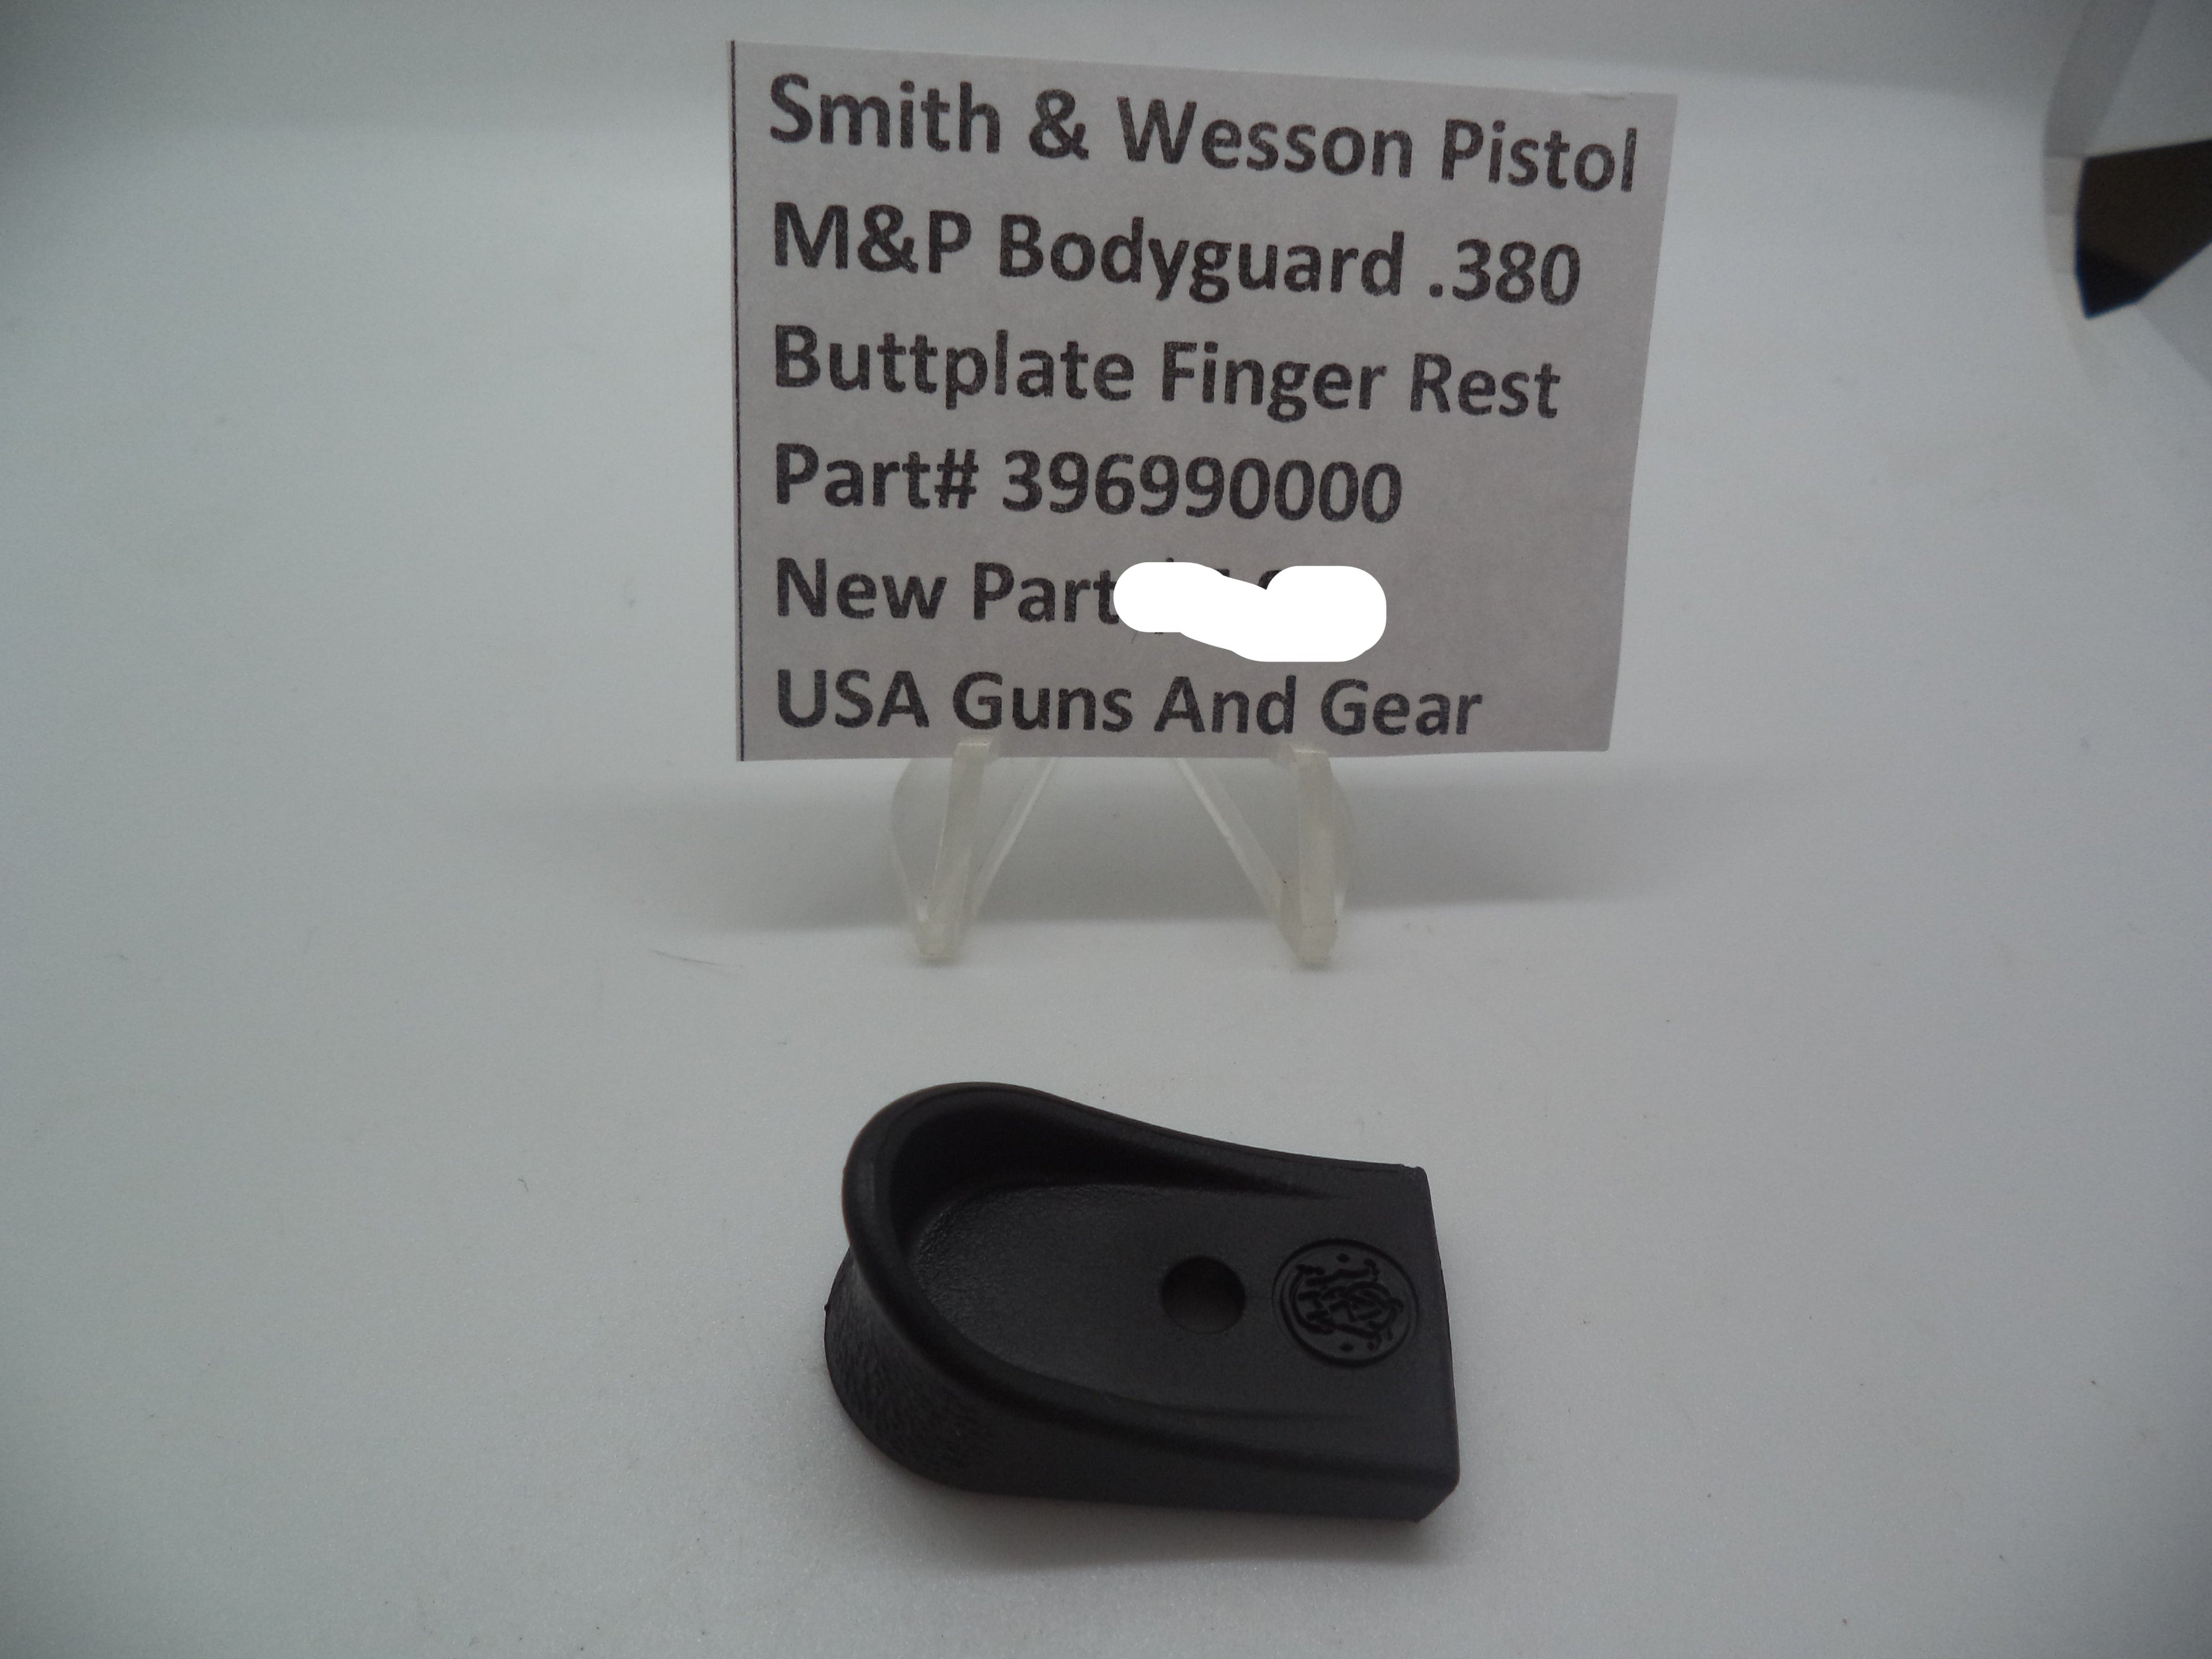 Smith & Wesson Pistol
M&P Bodyguard .380
Buttplate Finger Rest
Part# 396990000
New Part
USA Guns And Gear